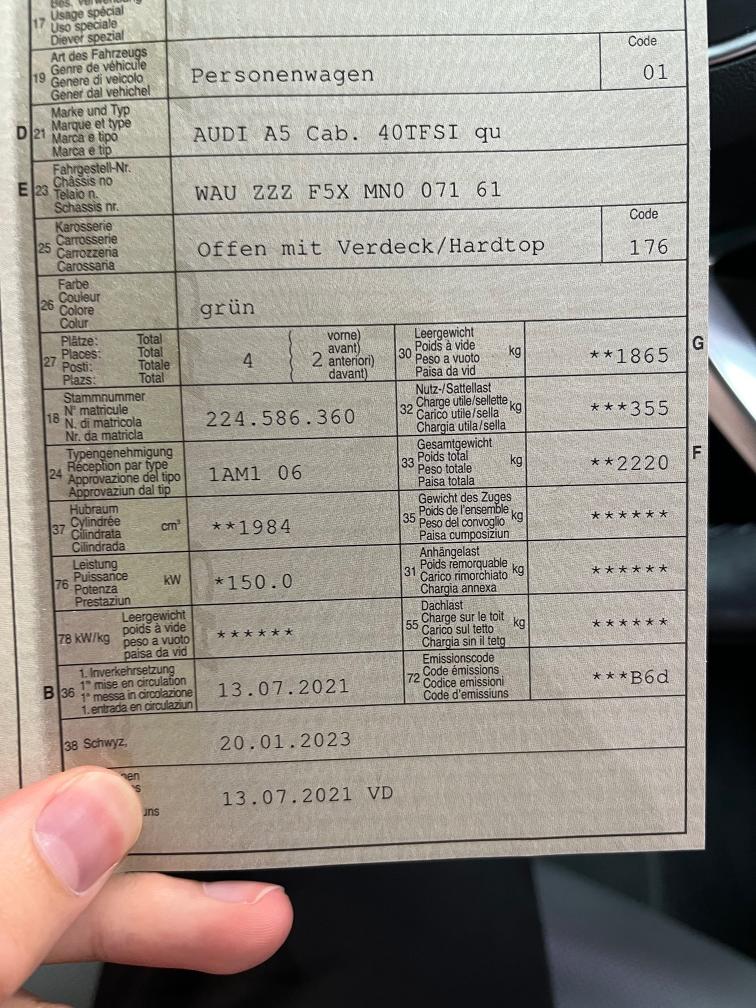 Bes. Verwendung
17 Usage spécial
Uso speciale
Diever spezial
Art des Fahrzeugs
19 Genre de véhicule
Genere di veicolo
Gener dal vehichel
Personenwagen
Code
01
D 21 Marke und Typ
Marque et type
Marca e tipo
Marca e tip
AUDI A5 Cab. 40TFSI qu
E 23 Fahrgestell-Nr.
Châssis no
Telaio n.
Schassis nr.
WAU ZZZ F5X MN0 071 61
25 Karosserie
Carrosserie
Carrozzeria
Carossaria
Offen mit Verdeck/Hardtop
Code
176
26 Farbe
Couleur
Colore
Colur
grün
27 Plätze: Total
Places: Total
Posti: Totale
Plazs: Total
4
2 vorne)
avant)
anteriori)
davant)
30 Leergewicht
Poids à vide kg
Peso a vuoto
Paisa da vid
**1865
G
18 Stammnummer
N° matricule
N. di matricola
Nr. da matricla
224.586.360
32 Nutz-/Sattellast
Charge utile/sellette kg
Carico utile/sella
Chargia utila/sella
***355
24 Typengenehmigung
Réception par type
Approvazione del tipo
Approvaziun dal tip
1AM1 06
33 Gesamtgewicht
Poids total kg
Peso totale
Paisa totala
**2220
F
37 Hubraum
Cylindrée cm³
Cilindrata
Cilindrada
**1984
35 Gewicht des Zuges
Poids de l'ensemble kg
Peso del convoglio
Paisa cumposiziun
******
76 Leistung
Puissance kW
Potenza
Prestaziun
*150.0
31 Anhängelast
Poids remorquable kg
Carico rimorchiato
Chargia annexa
******
78 kW/kg Leergewicht
poids à vide
peso a vuoto
paisa da vid
******
55 Dachlast
Charge sur le toit kg
Carico sul tetto
Chargia sin il tetg
******
B 36 1. Inverkehrsetzung
1re mise en circulation
1a messa in circolazione
1. entrada en circulaziun
13.07.2021
72 Emissionscode
Code émissions
Codice emissioni
Code d'emissiuns
***B6d
38 Schwyz,
20.01.2023
13.07.2021 VD